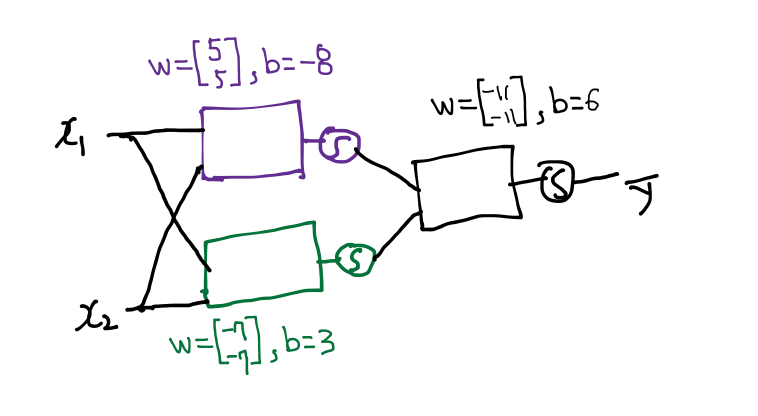 w=[5 5], b=-8
w=[-11 -11], b=6
x₁
S
S
ȳ
S
x₂
w=[-7 -7], b=3